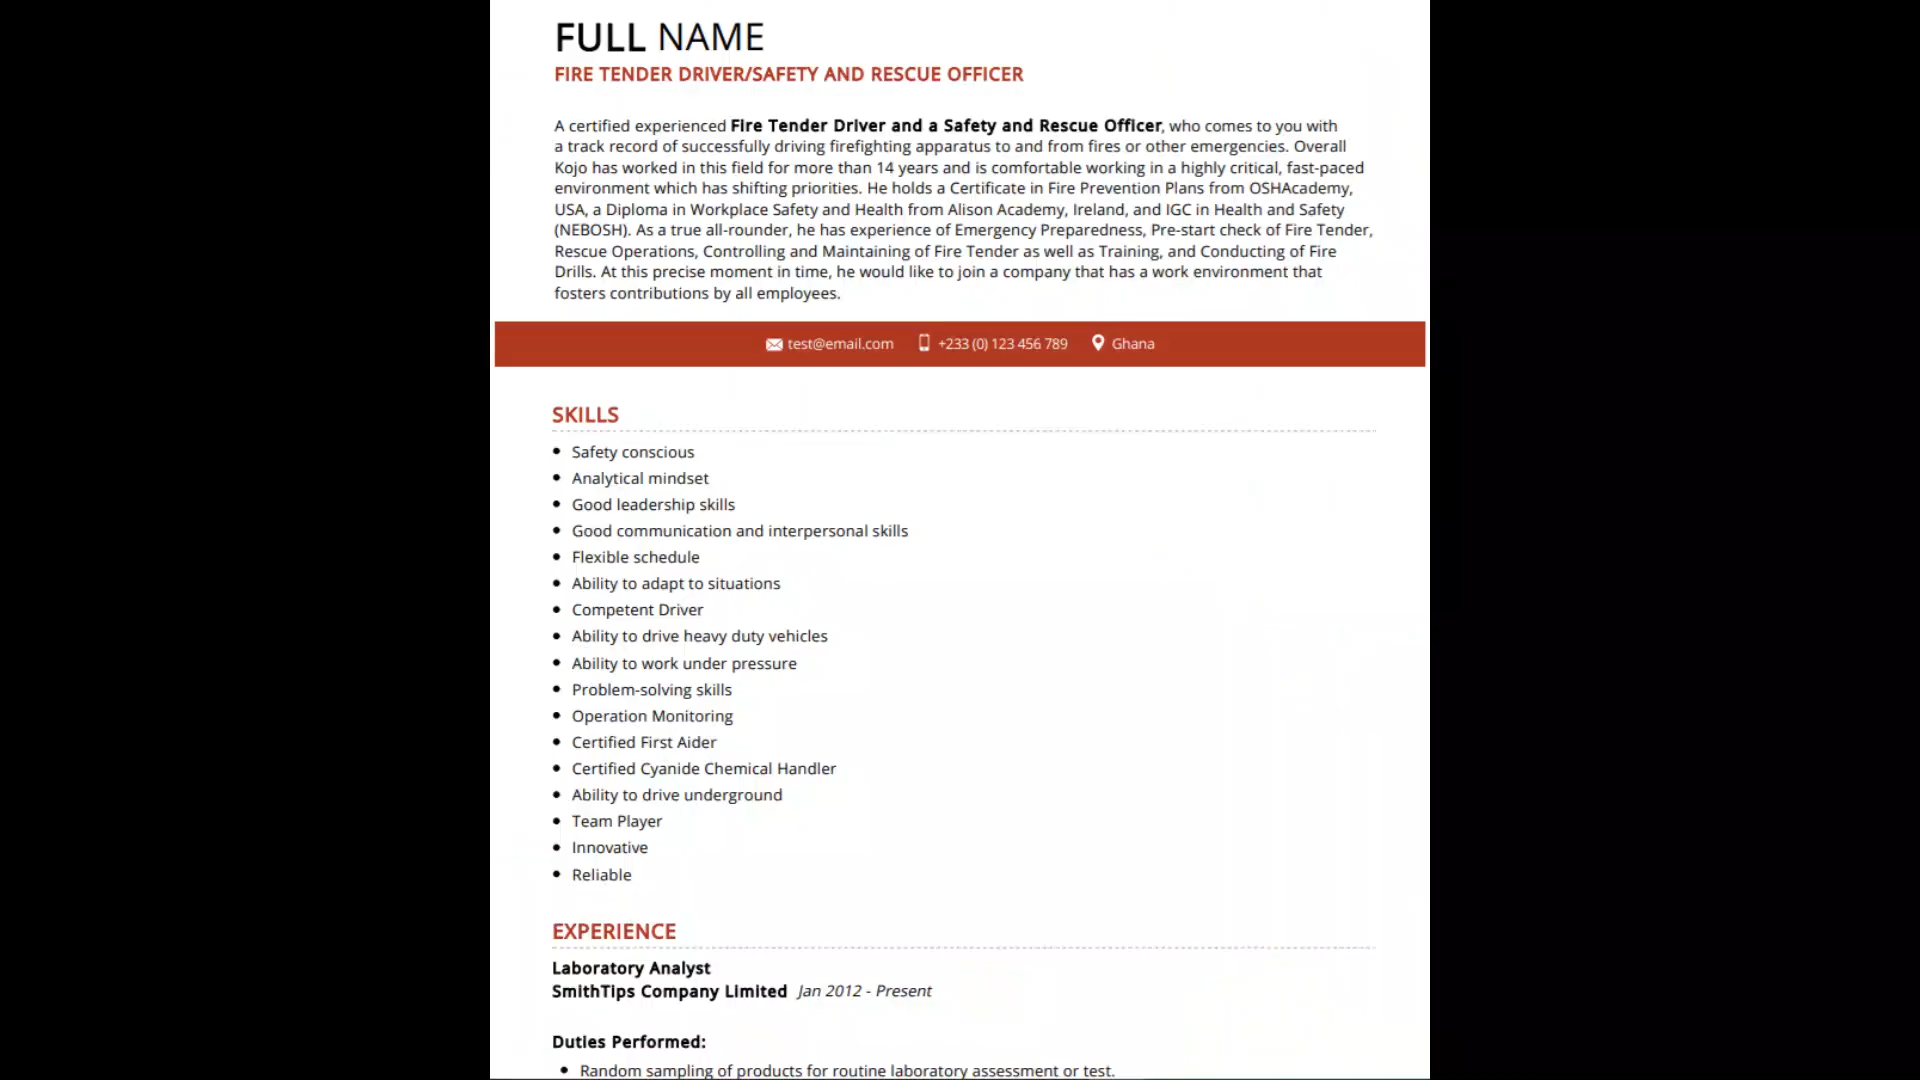 FULL NAME
FIRE TENDER DRIVER/SAFETY AND RESCUE OFFICER
A certified experienced Fire Tender Driver and a Safety and Rescue Officer, who comes to you with
a track record of successfully driving firefighting apparatus to and from fires or other emergencies. Overall
Kojo has worked in this field for more than 14 years and is comfortable working in a highly critical, fast-paced
environment which has shifting priorities. He holds a Certificate in Fire Prevention Plans from OSHAcademy,
USA, a Diploma in Workplace Safety and Health from Alison Academy, Ireland, and IGC in Health and Safety
(NEBOSH). As a true all-rounder, he has experience of Emergency Preparedness, Pre-start check of Fire Tender,
Rescue Operations, Controlling and Maintaining of Fire Tender as well as Training, and Conducting of Fire
Drills. At this precise moment in time, he would like to join a company that has a work environment that
fosters contributions by all employees.
test@email.com +233 (0) 123 456 789 Ghana
SKILLS
Safety conscious
Analytical mindset
Good leadership skills
Good communication and interpersonal skills
Flexible schedule
Ability to adapt to situations
Competent Driver
Ability to drive heavy duty vehicles
Ability to work under pressure
Problem-solving skills
Operation Monitoring
Certified First Aider
Certified Cyanide Chemical Handler
Ability to drive underground
Team Player
Innovative
Reliable
EXPERIENCE
Laboratory Analyst
SmithTips Company Limited Jan 2012 - Present
Duties Performed:
Random sampling of products for routine laboratory assessment or test.